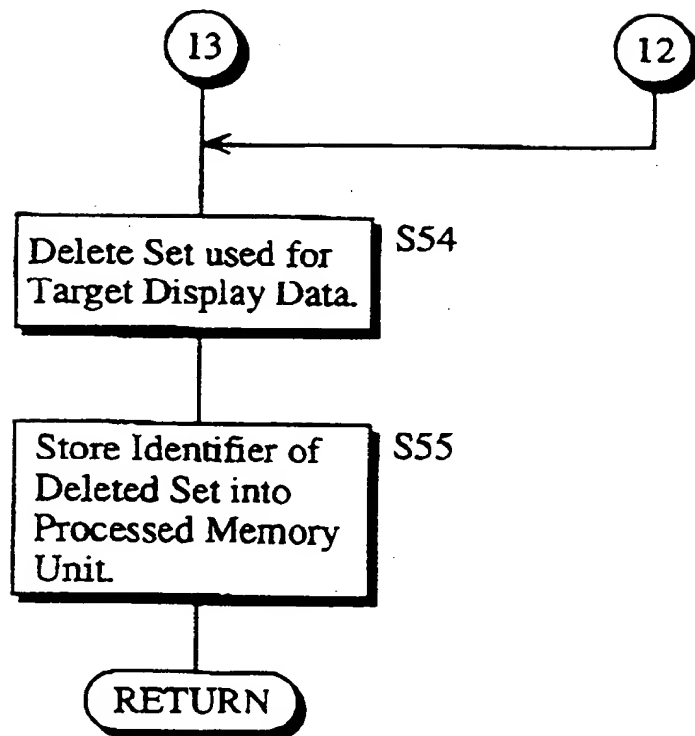 13
12
Delete Set used for
Target Display Data.
S54
Store Identifier of
Deleted Set into
Processed Memory
Unit.
S55
RETURN